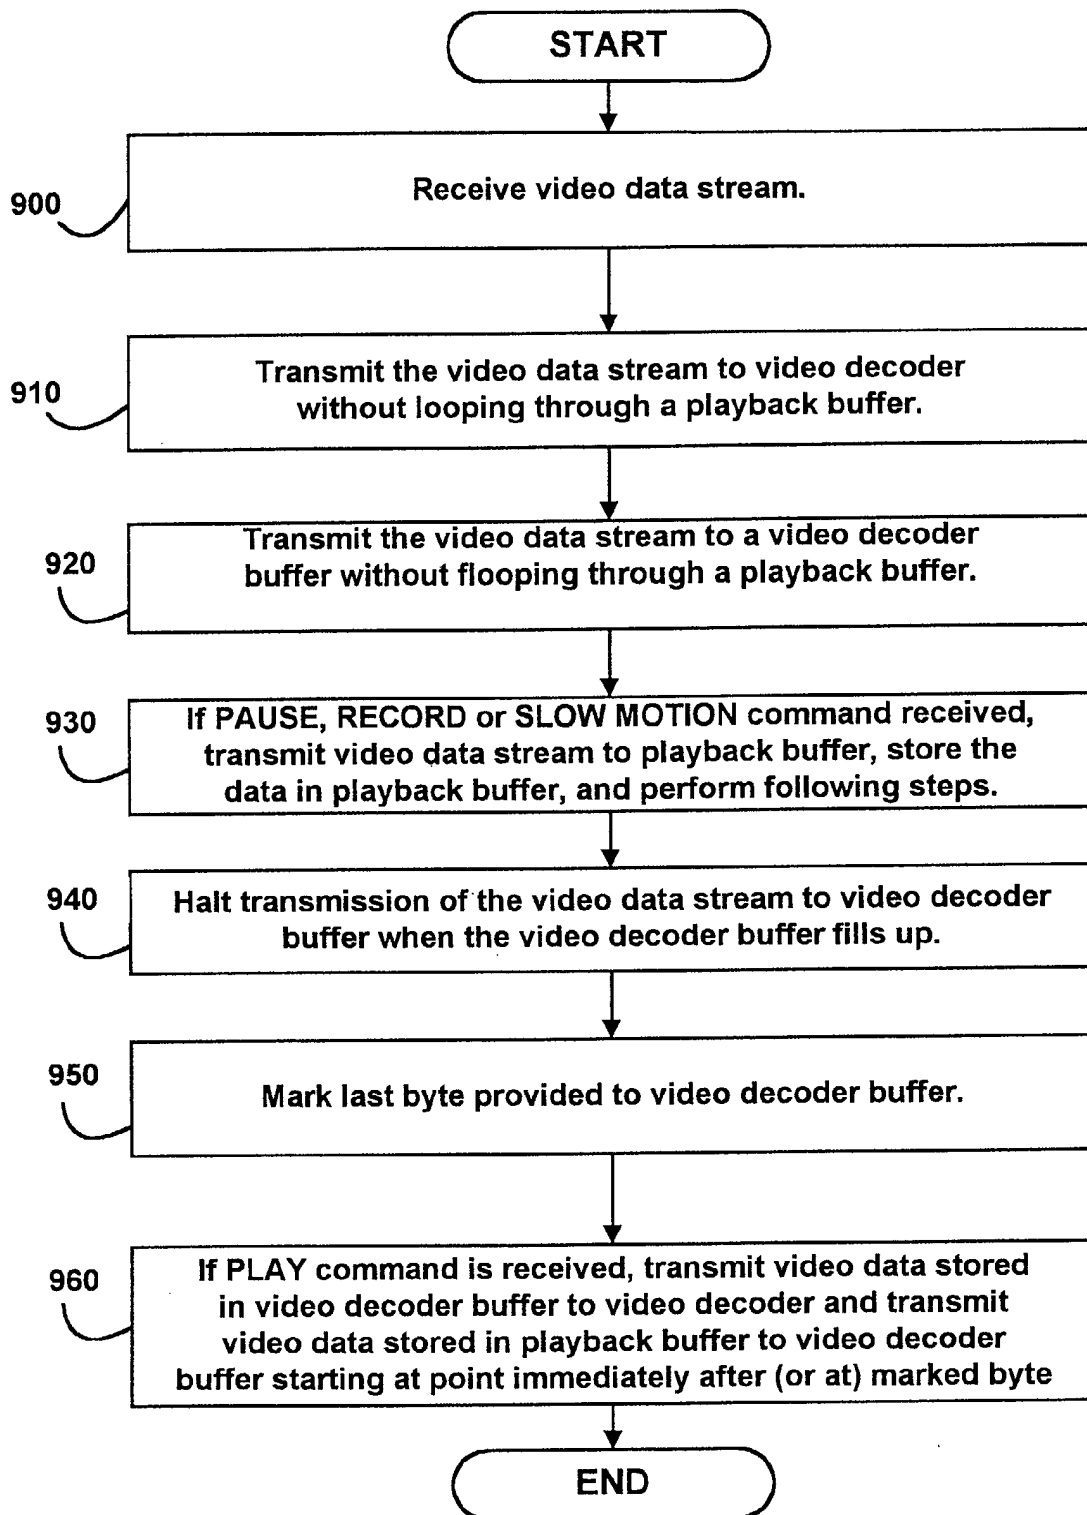 START
900
Receive video data stream.
910
Transmit the video data stream to video decoder
without looping through a playback buffer.
920
Transmit the video data stream to a video decoder
buffer without flooping through a playback buffer.
930
If PAUSE, RECORD or SLOW MOTION command received,
transmit video data stream to playback buffer, store the
data in playback buffer, and perform following steps.
940
Halt transmission of the video data stream to video decoder
buffer when the video decoder buffer fills up.
950
Mark last byte provided to video decoder buffer.
960
If PLAY command is received, transmit video data stored
in video decoder buffer to video decoder and transmit
video data stored in playback buffer to video decoder
buffer starting at point immediately after (or at) marked byte
END